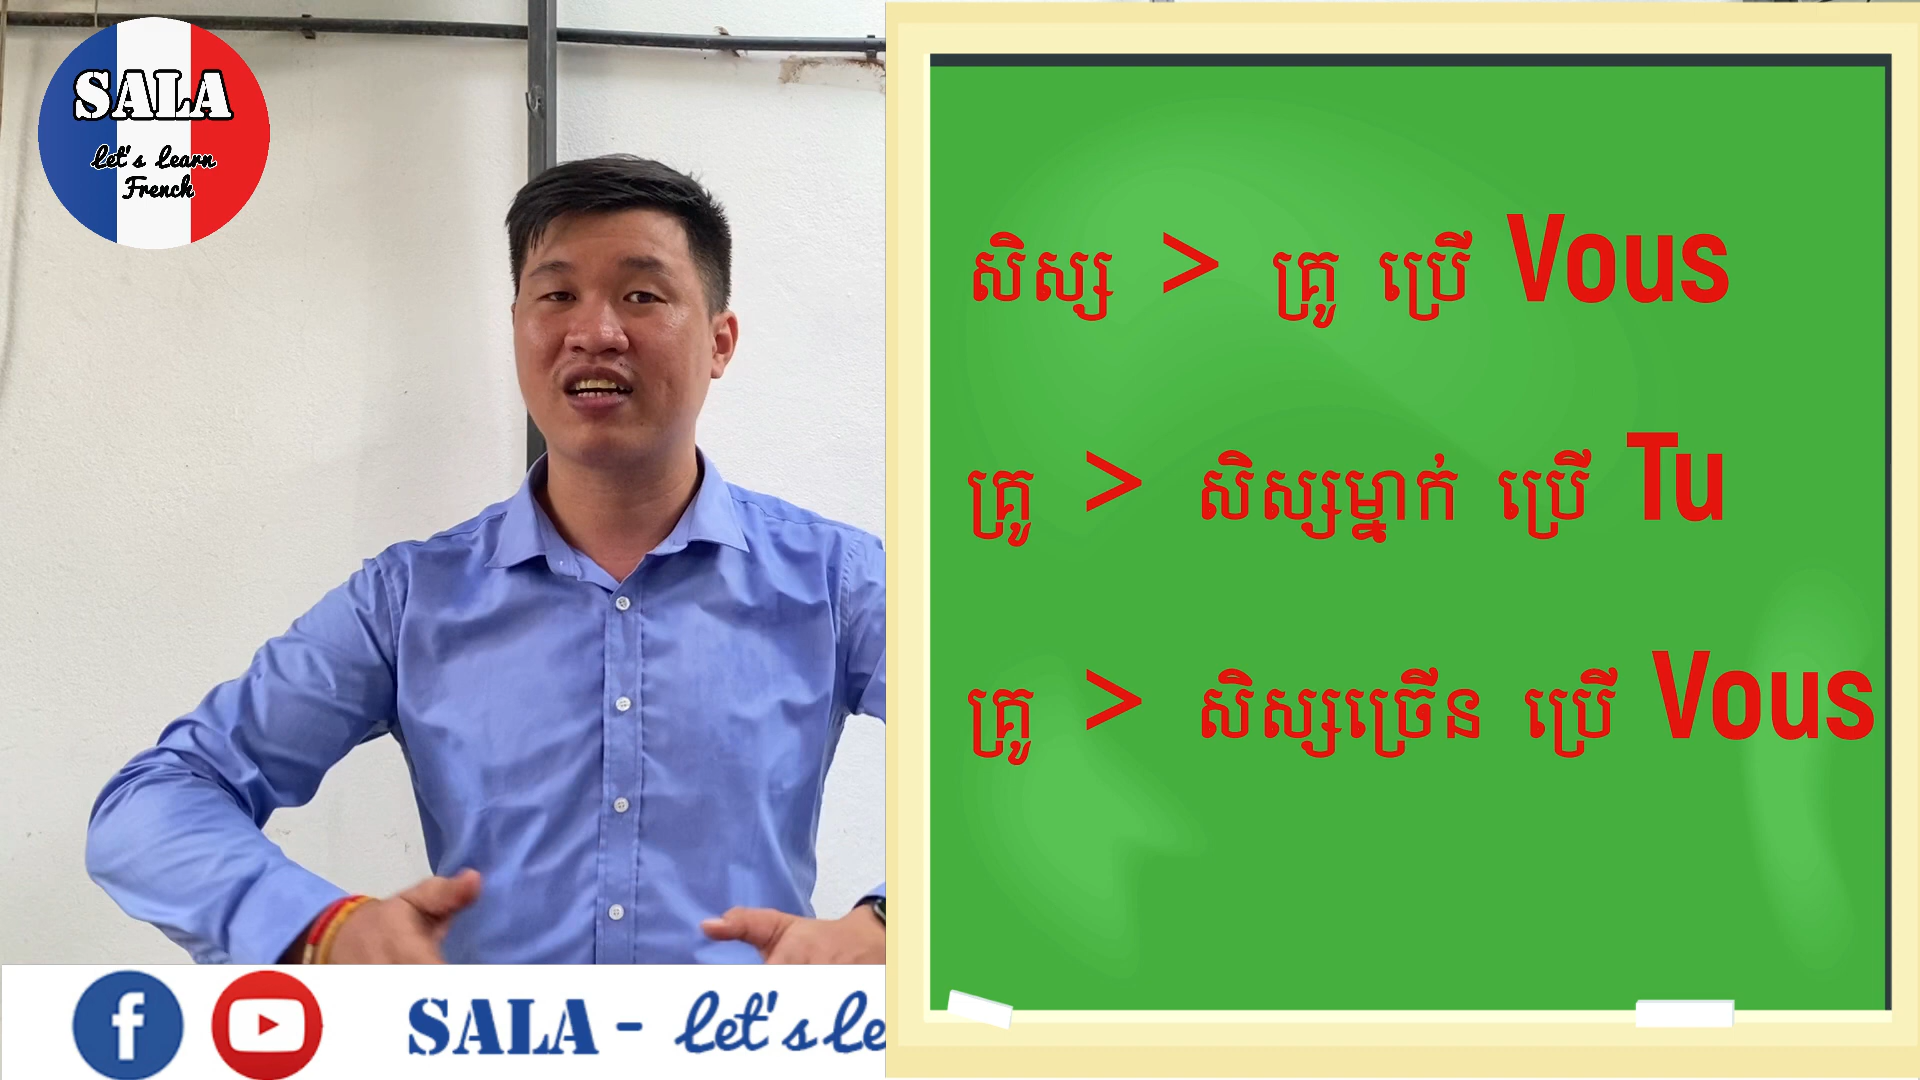 SALA
Let's Learn
French
សិស្ស > គ្រូ ប្រើ Vous
គ្រូ > សិស្សម្នាក់ ប្រើ Tu
គ្រូ > សិស្សច្រើន ប្រើ Vous
SALA - let's le